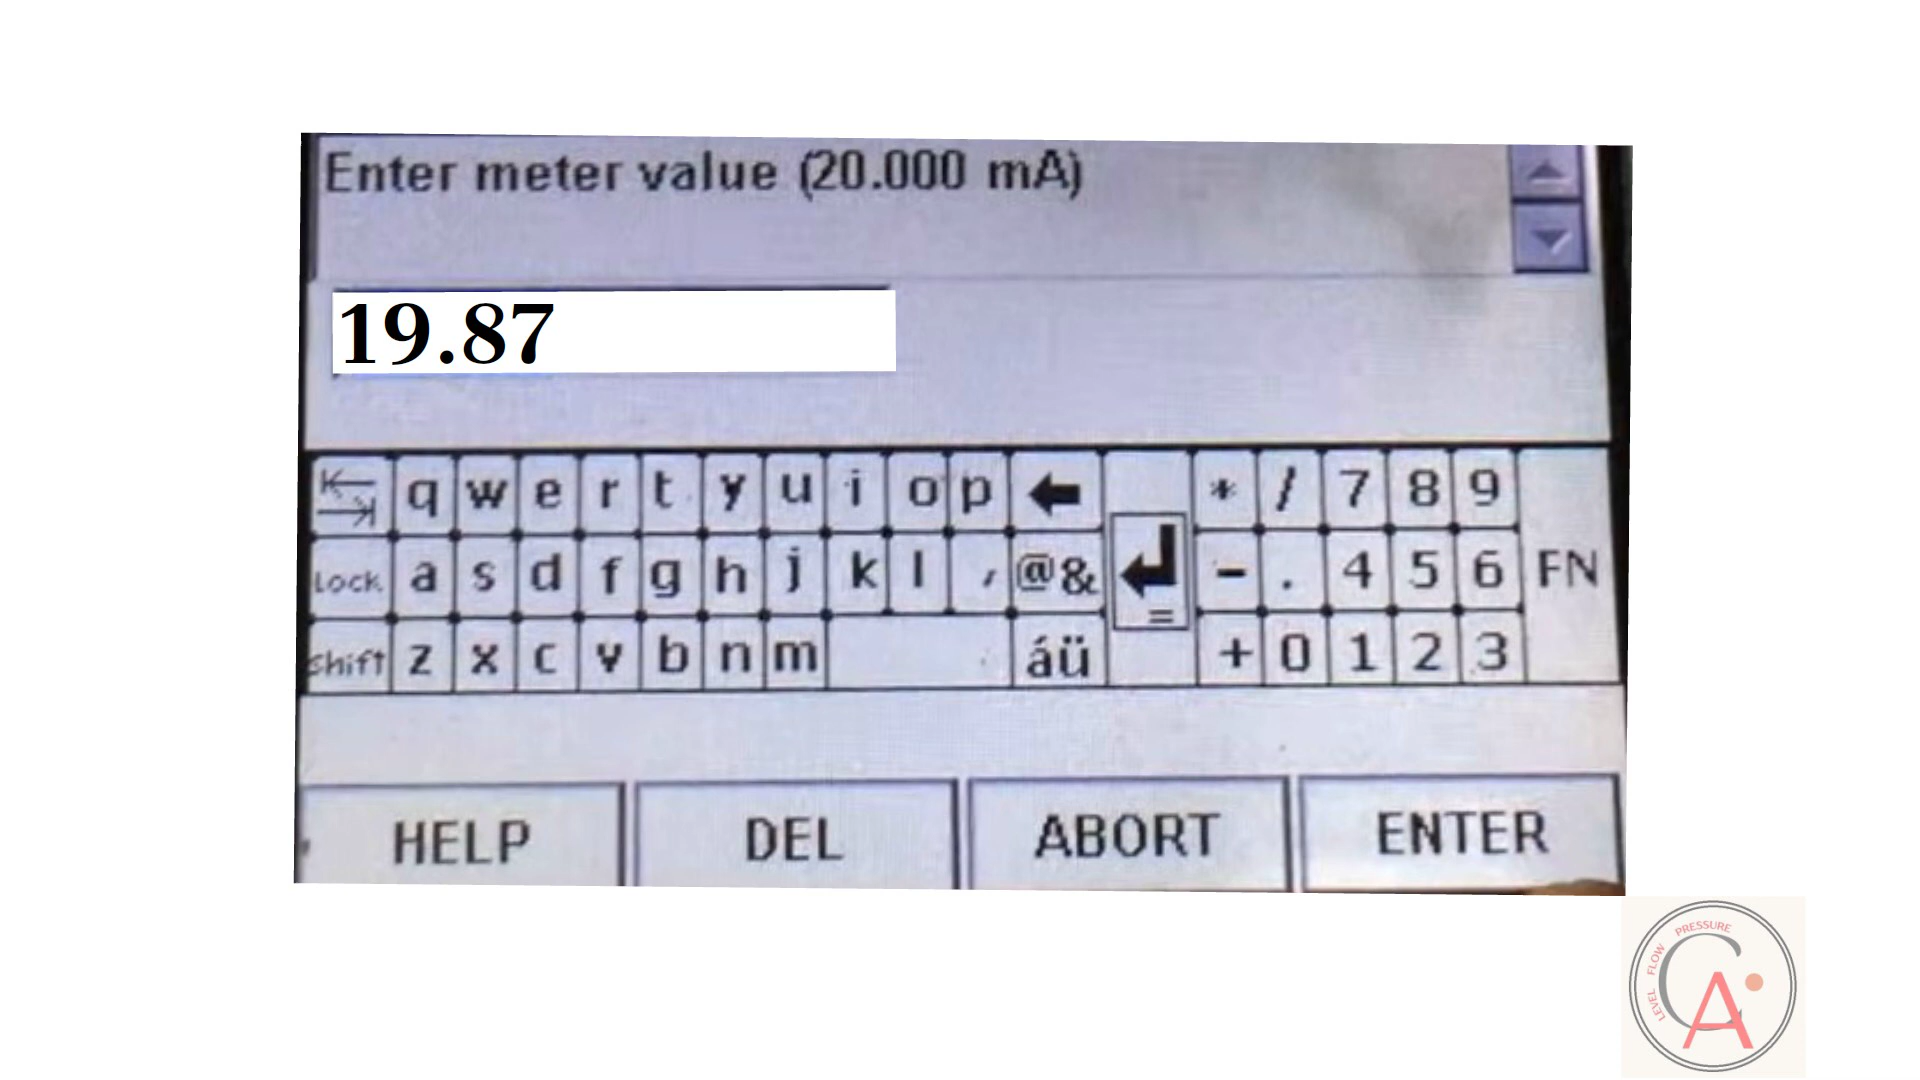 Enter meter value (20.000 mA)
19.87
q w e r t y u i o p * / 7 8 9
Lock a s d f g h j k l , @& = - . 4 5 6 FN
Shift z x c v b n m áü + 0 1 2 3
HELP DEL ABORT ENTER
LEVEL FLOW PRESSURE
CA